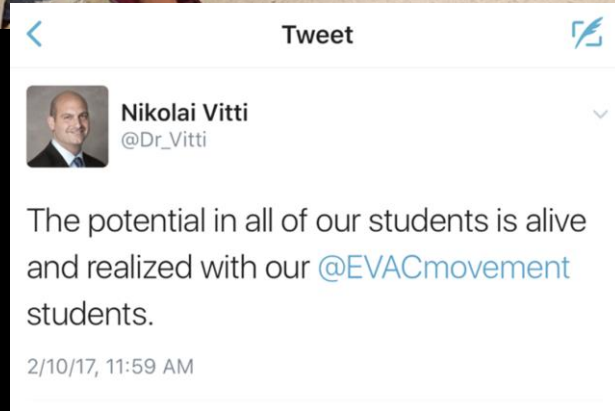 Tweet
Nikolai Vitti
@Dr_Vitti
The potential in all of our students is alive
and realized with our @EVACmovement
students.
2/10/17, 11:59 AM